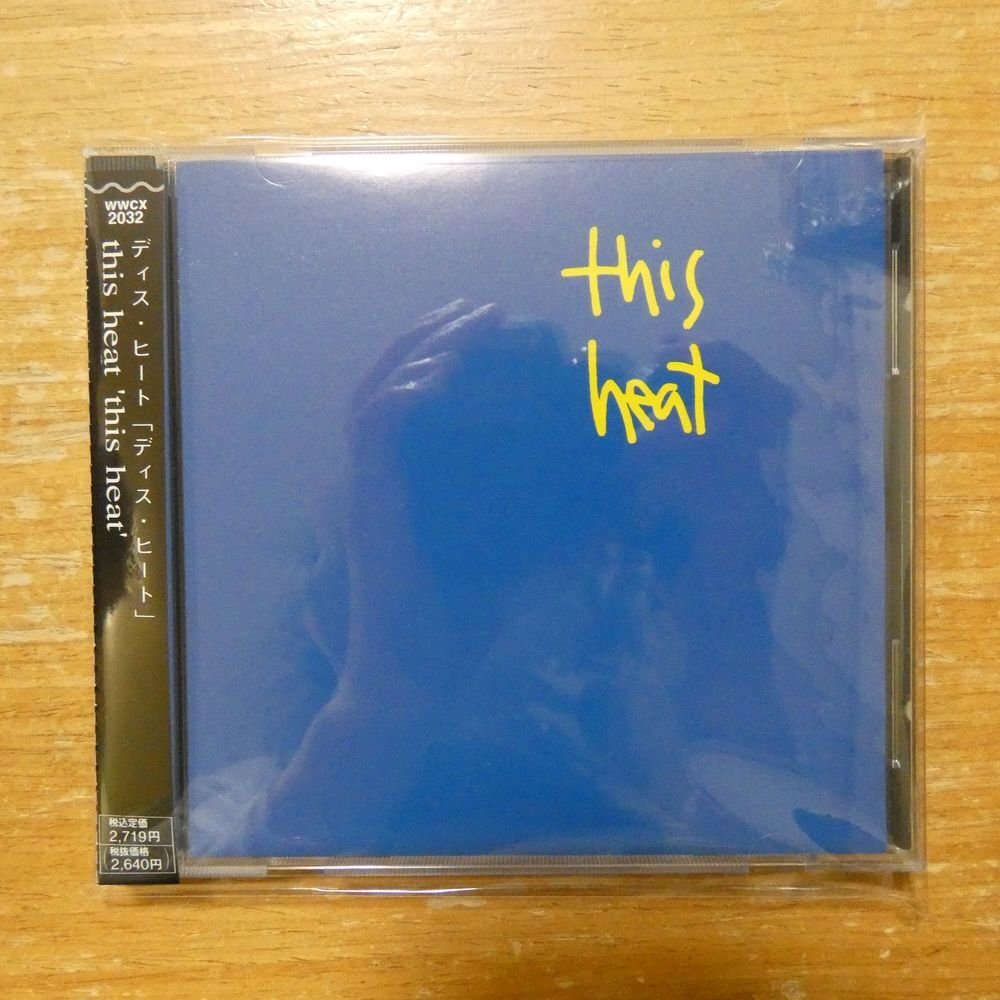 wwcx
2032
ディス・ヒート「ディス・ヒート」
this heat 'this heat'
税込定価
2,719円
税抜価格
2,640円
this
heat